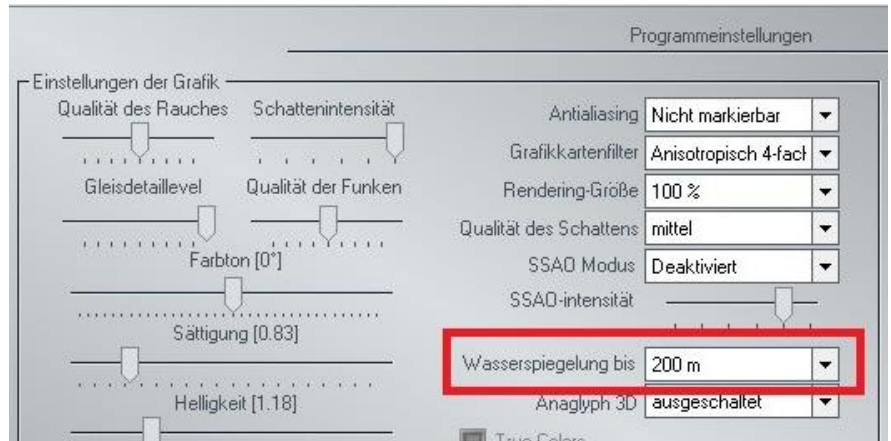 Programmeinstellungen
Einstellungen der Grafik
Qualität des Rauches Schattenintensität
Gleisdetaillevel Qualität der Funken
Farbton [0°]
Sättigung [0.83]
Helligkeit [1.18]
Antialiasing Nicht markierbar
Grafikkartenfilter Anisotropisch 4-fach
Rendering-Größe 100 %
Qualität des Schattens mittel
SSAO Modus Deaktiviert
SSAO-intensität
Wasserspiegelung bis 200 m
Anaglyph 3D ausgeschaltet
True Colors